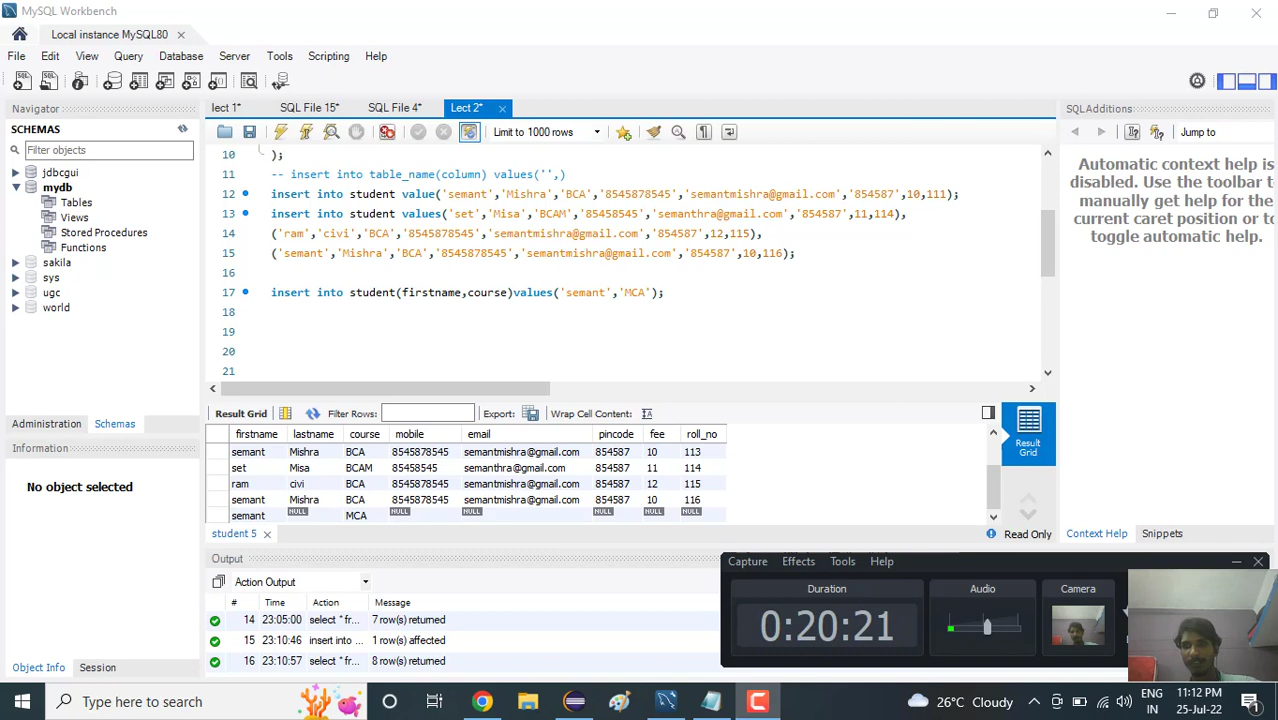 MySQL Workbench
Local instance MySQL80
File Edit View Query Database Server Tools Scripting Help
Navigator
SCHEMAS
Filter objects
jdbcgui
mydb
Tables
Views
Stored Procedures
Functions
sakila
sys
ugc
world
Administration Schemas
Information
No object selected
Object Info Session
lect 1* SQL File 15* SQL File 4* Lect 2*
Limit to 1000 rows
10 );
11 -- insert into table_name(column) values('',)
12 insert into student value('semant','Mishra','BCA','8545878545','semantmishra@gmail.com','854587',10,111);
13 insert into student values('set','Misa','BCAM','85458545','semanthra@gmail.com','854587',11,114),
14 ('ram','civi','BCA','8545878545','semantmishra@gmail.com','854587',12,115),
15 ('semant','Mishra','BCA','8545878545','semantmishra@gmail.com','854587',10,116);
16
17 insert into student(firstname,course)values('semant','MCA');
18
19
20
21
Result Grid Filter Rows: Export: Wrap Cell Content: IA
firstname lastname course mobile email pincode fee roll_no
semant Mishra BCA 8545878545 semantmishra@gmail.com 854587 10 113
set Misa BCAM 85458545 semanthra@gmail.com 854587 11 114
ram civi BCA 8545878545 semantmishra@gmail.com 854587 12 115
semant Mishra BCA 8545878545 semantmishra@gmail.com 854587 10 116
semant NULL MCA NULL NULL NULL NULL NULL
Result Grid
student 5
Read Only
Output
Action Output
# Time Action Message
14 23:05:00 select * fr... 7 row(s) returned
15 23:10:46 insert into ... 1 row(s) affected
16 23:10:57 select * fr... 8 row(s) returned
SQLAdditions
Jump to
Automatic context help is
disabled. Use the toolbar t
manually get help for the
current caret position or to
toggle automatic help.
Context Help Snippets
Capture Effects Tools Help
Duration Audio Camera
0:20:21
Type here to search
26°C Cloudy
ENG
IN
11:12 PM
25-Jul-22
1